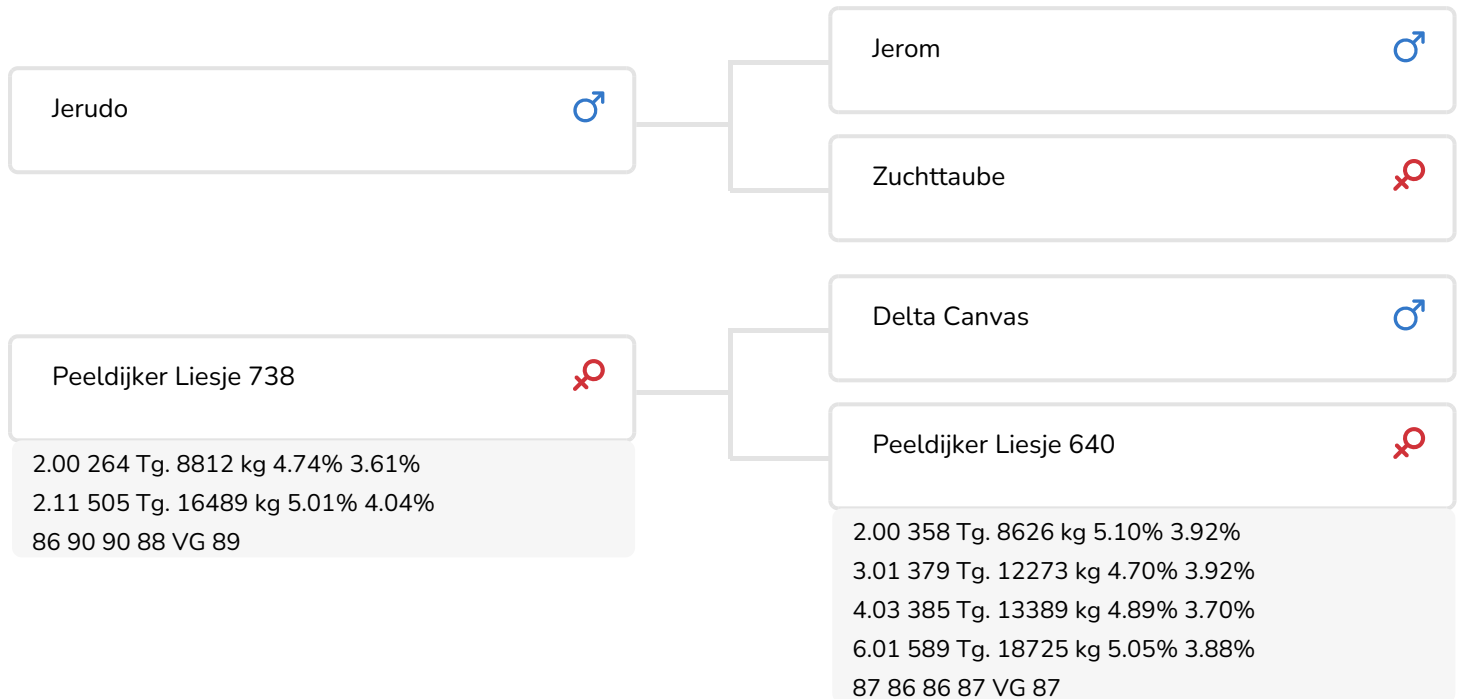 Jerudo
Peeldijker Liesje 738
2.00 264 Tg. 8812 kg 4.74% 3.61%
2.11 505 Tg. 16489 kg 5.01% 4.04%
86 90 90 88 VG 89
Jerom
Zuchttaube
Delta Canvas
Peeldijker Liesje 640
2.00 358 Tg. 8626 kg 5.10% 3.92%
3.01 379 Tg. 12273 kg 4.70% 3.92%
4.03 385 Tg. 13389 kg 4.89% 3.70%
6.01 589 Tg. 18725 kg 5.05% 3.88%
87 86 86 87 VG 87